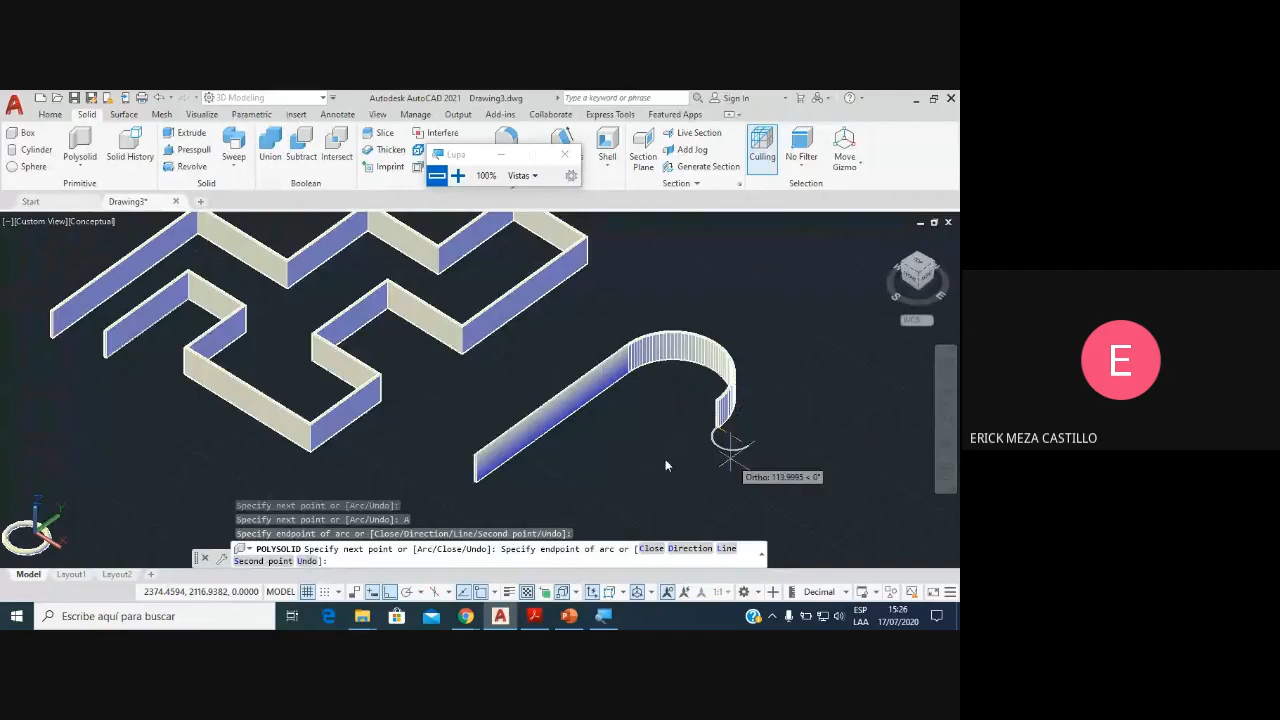 3D Modeling
Autodesk AutoCAD 2021 Drawing3.dwg
Type a keyword or phrase
Sign In
Home Solid Surface Mesh Visualize Parametric Insert Annotate View Manage Output Add-ins Collaborate Express Tools Featured Apps
Box
Cylinder
Sphere
Polysolid
Solid History
Primitive
Extrude
Presspull
Revolve
Sweep
Solid
Union
Subtract
Intersect
Boolean
Slice
Thicken
Imprint
Interfere
Lupa
100%
Vistas
Shell
Section
Plane
Live Section
Add Jog
Generate Section
Section
Culling
No Filter
Move
Gizmo
Selection
Start
Drawing3*
[−][Custom View][Conceptual]
TOP
S
E
WCS
Z
Y
X
Ortho: 113.9995 < 0°
Specify next point or [Arc/Undo]:
Specify next point or [Arc/Undo]: A
Specify endpoint of arc or [Close/Direction/Line/Second point/Undo]:
POLYSOLID Specify next point or [Arc/Close/Undo]: Specify endpoint of arc or [Close Direction Line
Second point Undo]:
Model Layout1 Layout2
2374.4594, 2116.9382, 0.0000 MODEL
1:1
Decimal
Escribe aquí para buscar
ESP
LAA
15:26
17/07/2020
E
ERICK MEZA CASTILLO